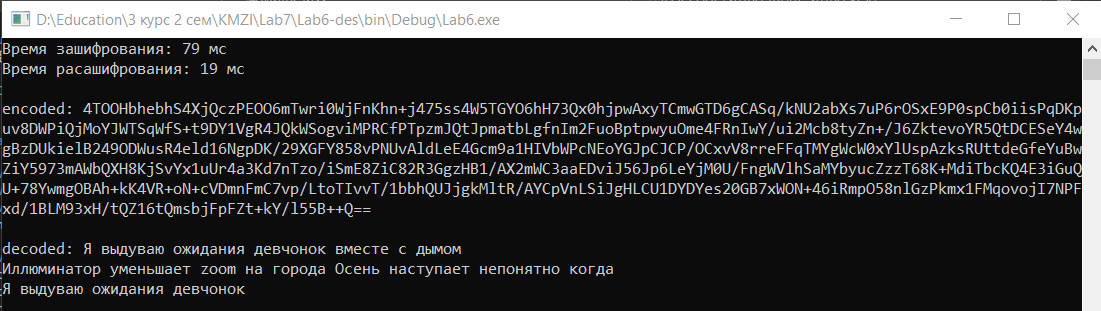 D:\Education\3 курс 2 сем\KMZI\Lab7\Lab6-des\bin\Debug\Lab6.exe
Время зашифрования: 79 мс
Время расашифрования: 19 мс
encoded: 4TOOHbhebhS4XjQczPEOO6mTwri0WjFnKhn+j475ss4W5TGYO6hH73Qx0hjpwAxyTCmwGTD6gCASq/kNU2abXs7uP6rOSxE9P0spCb0iisPqDKp
uv8DWPiQjMoYJWTSqWfS+t9DY1VgR4JQkWSogviMPRCfPTpzmJQtJpmatbLgfnIm2FuoBptpwyuOme4FRnIwY/ui2Mcb8tyZn+/J6ZktevoYR5QtDCESeY4w
gBzDUkielB249ODWusR4eld16NgpDK/29XGFY858vPNUvAldLeE4Gcm9a1HIVbWPcNEoYGJpCJCP/OCxvV8rreFFqTMYgWcW0xYlUspAzksRUttdeGfeYuBw
ZiY5973mAWbQXH8KjSvYx1uUr4a3Kd7nTzo/iSmE8ZiC82R3GgzHB1/AX2mWC3aaEDviJ56Jp6LeYjM0U/FngWVlhSaMYbyucZzzT68K+MdiTbcKQ4E3iGuQ
U+78YwmgOBAh+kK4VR+oN+cVDmnFmC7vp/LtoTIvvT/1bbhQUJjgkMltR/AYCpVnLSiJgHLCU1DYDYes20GB7xWON+46iRmpO58nlGzPkmx1FMqovojI7NPF
xd/1BLM93xH/tQZ16tQmsbjFpFZt+kY/l55B++Q==
decoded: Я выдуваю ожидания девчонок вместе с дымом
Иллюминатор уменьшает zoom на города Осень наступает непонятно когда
Я выдуваю ожидания девчонок